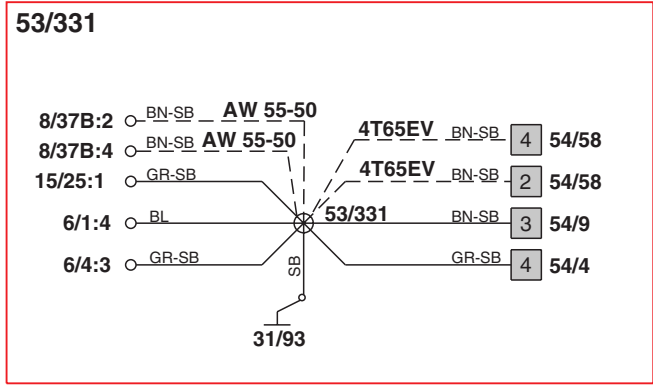 53/331
8/37B:2 BN-SB AW 55-50
4T65EV BN-SB 4 54/58
8/37B:4 BN-SB AW 55-50
15/25:1 GR-SB
4T65EV BN-SB 2 54/58
6/1:4 BL 53/331 BN-SB 3 54/9
6/4:3 GR-SB SB GR-SB 4 54/4
31/93